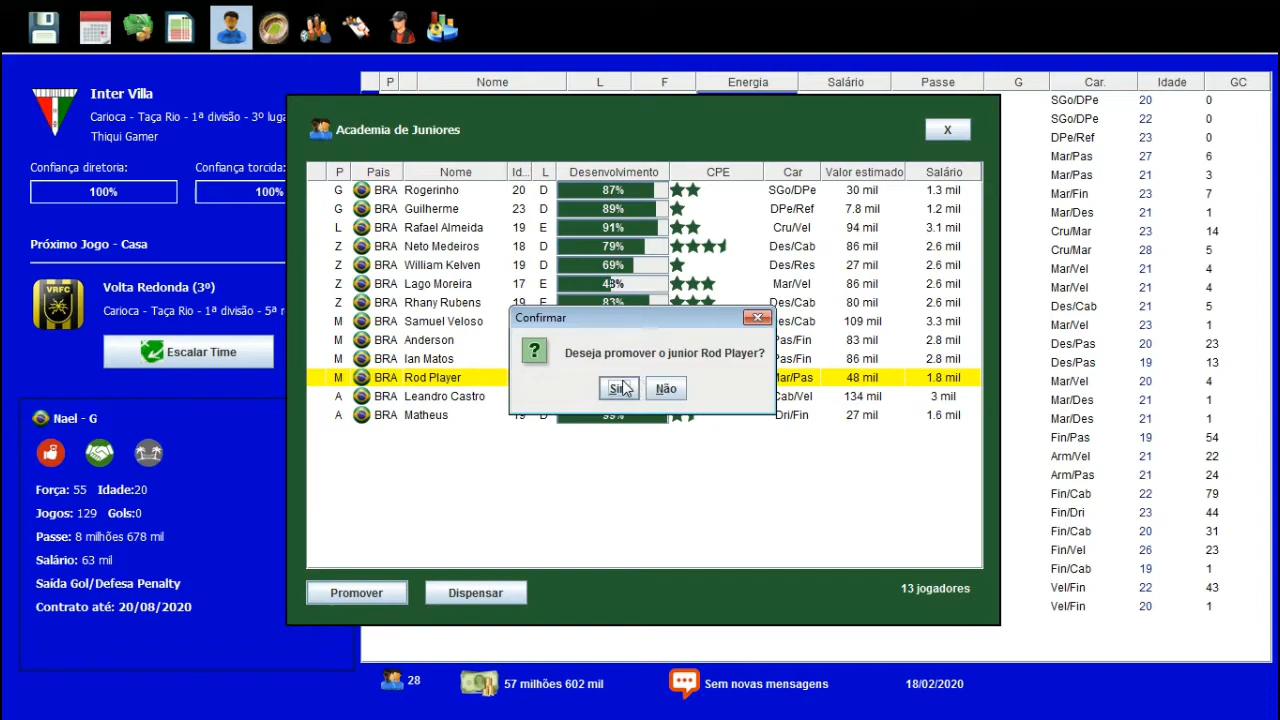 P Nome L F Energia Salário Passe G Car. Idade GC
Inter Villa
Carioca - Taça Rio - 1ª divisão - 3º luga
Thiqui Gamer
Confiança diretoria: Confiança torcida:
100% 100%
Próximo Jogo - Casa
VRFC
Volta Redonda (3º)
Carioca - Taça Rio - 1ª divisão - 5ª r
Escalar Time
Nael - G
Força: 55 Idade:20
Jogos: 129 Gols:0
Passe: 8 milhões 678 mil
Salário: 63 mil
Saída Gol/Defesa Penalty
Contrato até: 20/08/2020
Academia de Juniores X
P Pais Nome Id... L Desenvolvimento CPE Car Valor estimado Salário
G BRA Rogerinho 20 D 87% SGo/DPe 30 mil 1.3 mil
G BRA Guilherme 23 D 89% DPe/Ref 7.8 mil 1.2 mil
L BRA Rafael Almeida 19 E 91% Cru/Vel 94 mil 3.1 mil
Z BRA Neto Medeiros 18 D 79% Des/Cab 86 mil 2.6 mil
Z BRA William Kelven 19 D 69% Des/Res 27 mil 2.6 mil
Z BRA Lago Moreira 17 E Mar/Vel 84 mil 2.6 mil
Z BRA Rhany Rubens 19 E 83% Des/Cab 80 mil 2.6 mil
M BRA Samuel Veloso Des/Cab 109 mil 3.3 mil
M BRA Anderson Pas/Fin 83 mil 2.8 mil
M BRA Ian Matos Pas/Fin 86 mil 2.8 mil
M BRA Rod Player Mar/Pas 48 mil 1.8 mil
A BRA Leandro Castro Cab/Vel 134 mil 3 mil
A BRA Matheus 19 D 99% Dri/Fin 27 mil 1.6 mil
Confirmar
Deseja promover o junior Rod Player?
Sim Não
Promover Dispensar 13 jogadores
SGo/DPe 20 0
SGo/DPe 22 0
DPe/Ref 23 0
Mar/Pas 27 6
Mar/Pas 21 3
Mar/Fin 23 7
Mar/Des 21 1
Cru/Mar 23 14
Cru/Mar 28 5
Mar/Vel 21 4
Mar/Vel 21 4
Des/Cab 21 5
Mar/Vel 23 1
Des/Pas 20 23
Des/Pas 19 13
Mar/Vel 20 4
Mar/Des 21 1
Mar/Des 21 1
Fin/Pas 19 54
Arm/Vel 21 22
Arm/Pas 21 24
Fin/Cab 22 79
Fin/Dri 23 44
Fin/Cab 20 31
Fin/Vel 26 23
Fin/Cab 19 1
Vel/Fin 22 43
Vel/Fin 20 1
28 57 milhões 602 mil Sem novas mensagens 18/02/2020